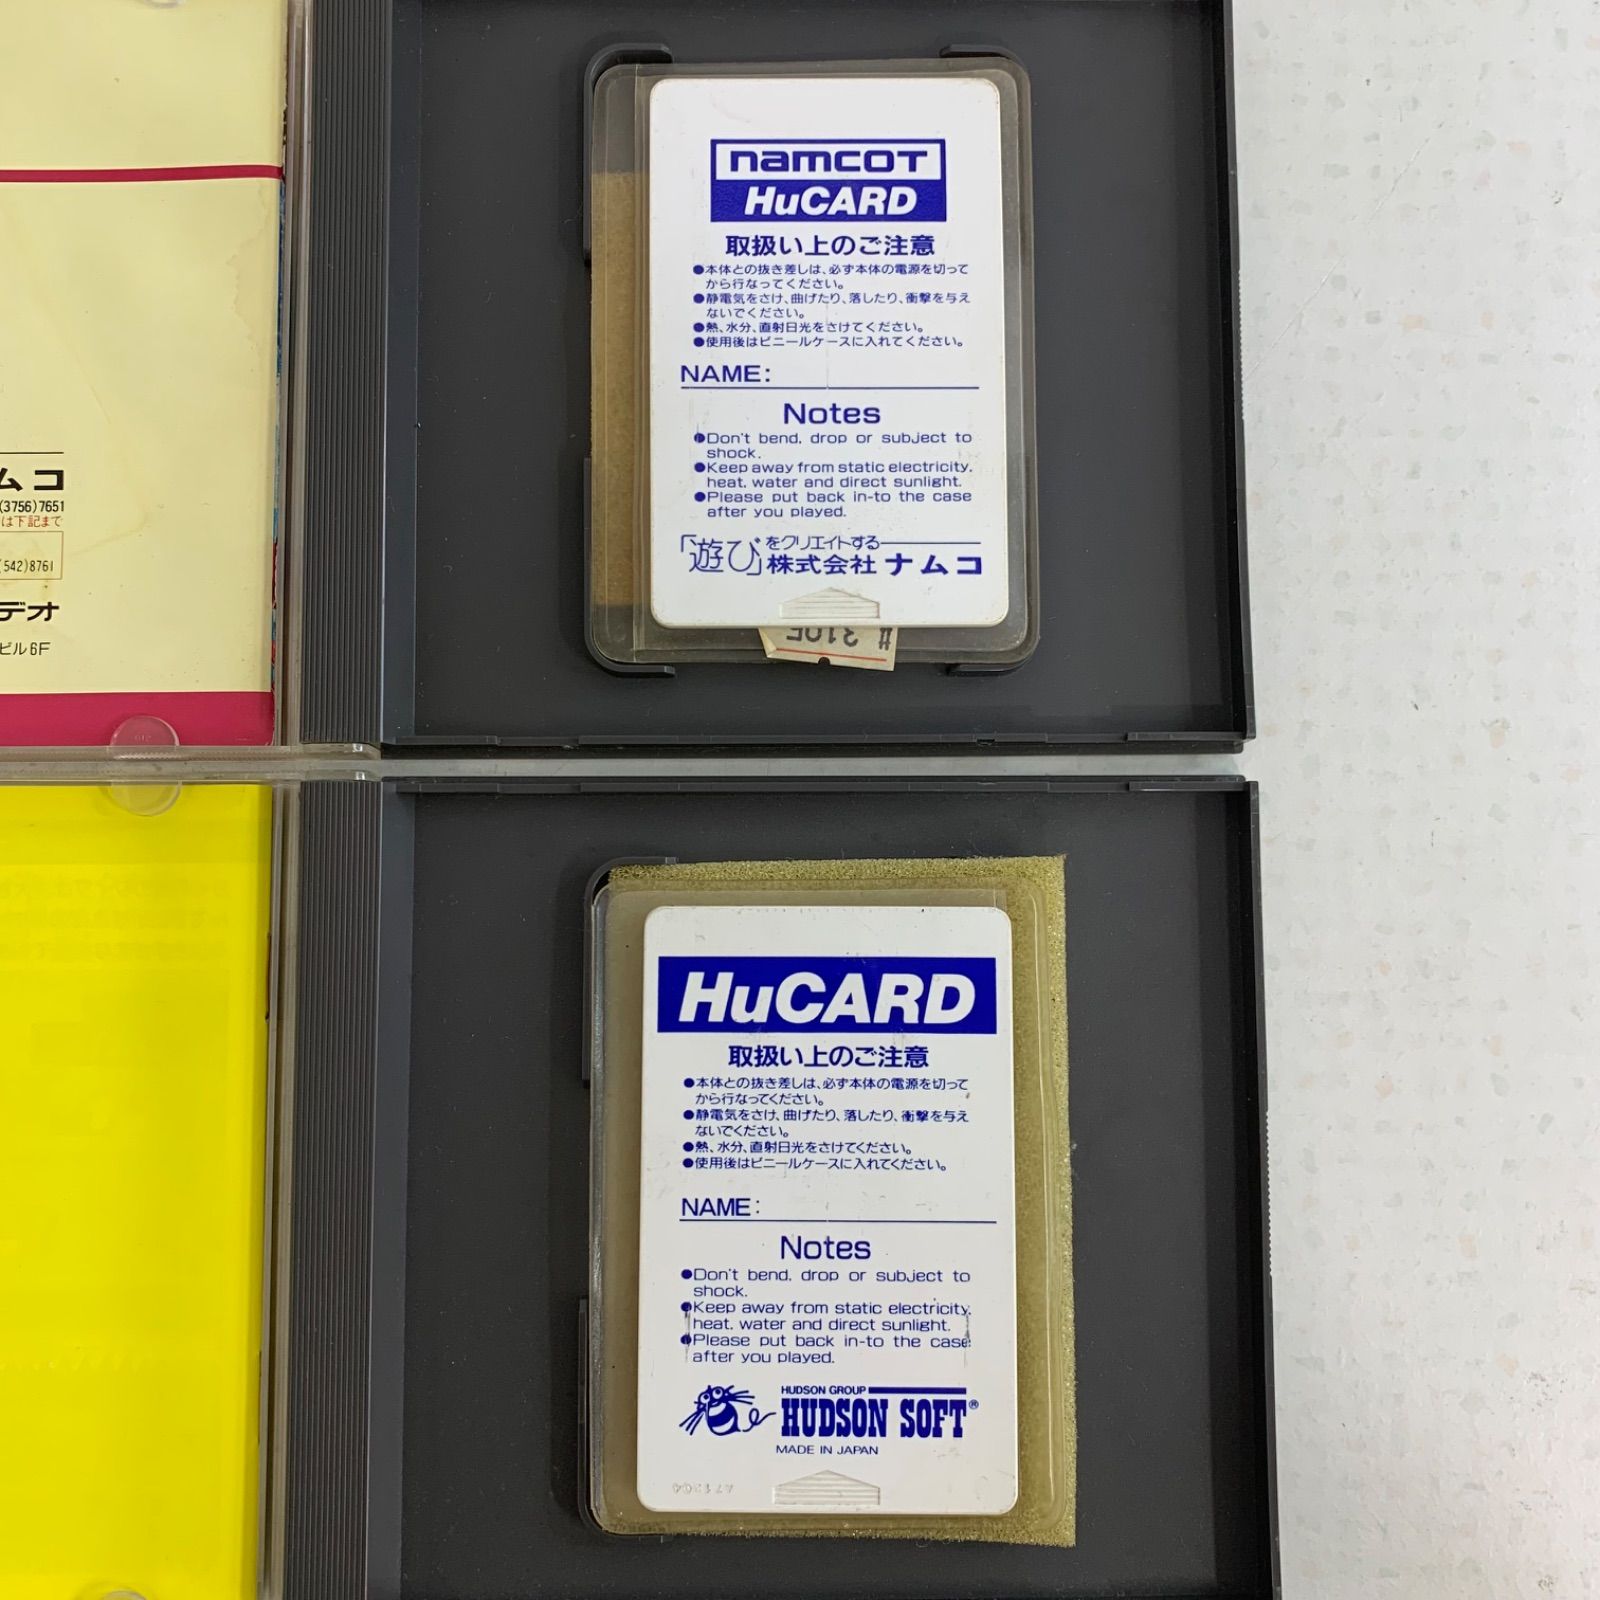 ムコ
(3756)7651
は下記まで
(542)8761
デオ
ビル6F
namcot
HuCARD
取扱い上のご注意
●本体との抜き差しは、必ず本体の電源を切って
から行なってください。
●静電気をさけ、曲げたり、落したり、衝撃を与え
ないでください。
●熱、水分、直射日光をさけてください。
●使用後はビニールケースに入れてください。
NAME:
Notes
●Don't bend, drop or subject to
shock.
●Keep away from static electricity,
heat, water and direct sunlight.
●Please put back in-to the case
after you played.
「遊び」をクリエイトする
株式会社ナムコ
# 310E
HuCARD
取扱い上のご注意
●本体との抜き差しは、必ず本体の電源を切って
から行なってください。
●静電気をさけ、曲げたり、落したり、衝撃を与え
ないでください。
●熱、水分、直射日光をさけてください。
●使用後はビニールケースに入れてください。
NAME:
Notes
●Don't bend, drop or subject to
shock.
●Keep away from static electricity,
heat, water and direct sunlight.
●Please put back in-to the case
after you played.
HUDSON GROUP
HUDSON SOFT®
MADE IN JAPAN